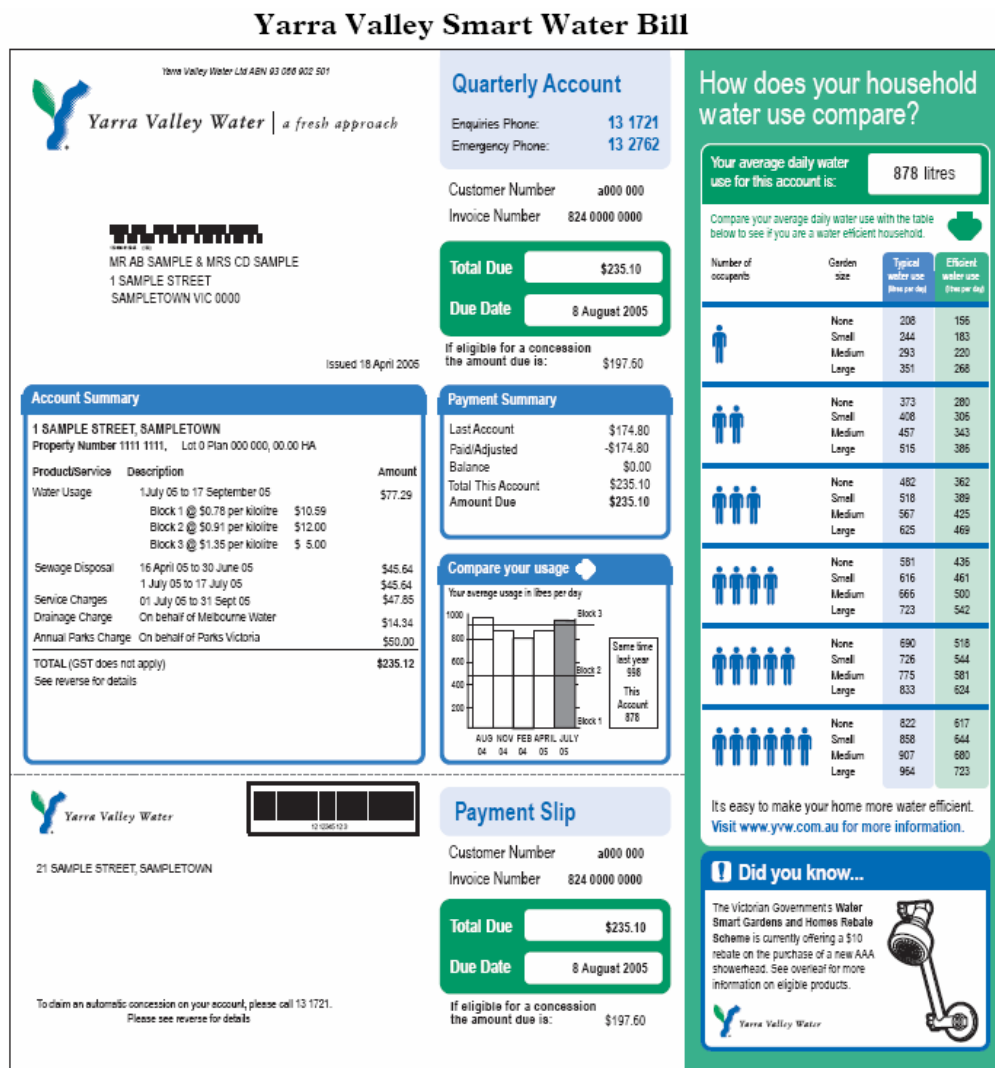 Yarra Valley Smart Water Bill
Yarra Valley Water Ltd ABN 93 066 902 501
Yarra Valley Water | a fresh approach
MR AB SAMPLE & MRS CD SAMPLE
1 SAMPLE STREET
SAMPLETOWN VIC 0000
Issued 18 April 2005
Quarterly Account
Enquiries Phone: 13 1721
Emergency Phone: 13 2762
Customer Number a000 000
Invoice Number 824 0000 0000
Total Due $235.10
Due Date 8 August 2005
If eligible for a concession
the amount due is: $197.60
Account Summary
1 SAMPLE STREET, SAMPLETOWN
Property Number 1111 1111, Lot 0 Plan 000 000, 00.00 HA
Product/Service Description Amount
Water Usage 1July 05 to 17 September 05 $77.29
Block 1 @ $0.78 per kilolitre $10.59
Block 2 @ $0.91 per kilolitre $12.00
Block 3 @ $1.35 per kilolitre $ 5.00
Sewage Disposal 16 April 05 to 30 June 05 $45.64
1 July 05 to 17 July 05 $45.64
Service Charges 01 July 05 to 31 Sept 05 $47.85
Drainage Charge On behalf of Melbourne Water $14.34
Annual Parks Charge On behalf of Parks Victoria $50.00
TOTAL (GST does not apply) $235.12
See reverse for details
Payment Summary
Last Account $174.80
Paid/Adjusted -$174.80
Balance $0.00
Total This Account $235.10
Amount Due $235.10
Compare your usage
Your average usage in litres per day
1000
800
600
400
200
Block 3
Block 2
Block 1
AUG NOV FEB APRIL JULY
04 04 04 05 05
Same time
last year
998
This
Account
878
How does your household
water use compare?
Your average daily water
use for this account is:
878 litres
Compare your average daily water use with the table
below to see if you are a water efficient household.
Number of occupants
Garden size
Typical water use (litres per day)
Efficient water use (litres per day)
None 208 156
Small 244 183
Medium 293 220
Large 351 268
None 373 280
Small 408 306
Medium 457 343
Large 515 386
None 482 362
Small 518 389
Medium 567 425
Large 625 469
None 581 436
Small 616 461
Medium 666 500
Large 723 542
None 690 518
Small 726 544
Medium 775 581
Large 833 624
None 822 617
Small 858 644
Medium 907 680
Large 964 723
Its easy to make your home more water efficient.
Visit www.yvw.com.au for more information.
! Did you know...
The Victorian Government's Water
Smart Gardens and Homes Rebate
Scheme is currently offering a $10
rebate on the purchase of a new AAA
showerhead. See overleaf for more
information on eligible products.
Yarra Valley Water
Yarra Valley Water
12 12345 12 3
21 SAMPLE STREET, SAMPLETOWN
To claim an automatic concession on your account, please call 13 1721.
Please see reverse for details
Payment Slip
Customer Number a000 000
Invoice Number 824 0000 0000
Total Due $235.10
Due Date 8 August 2005
If eligible for a concession
the amount due is: $197.60